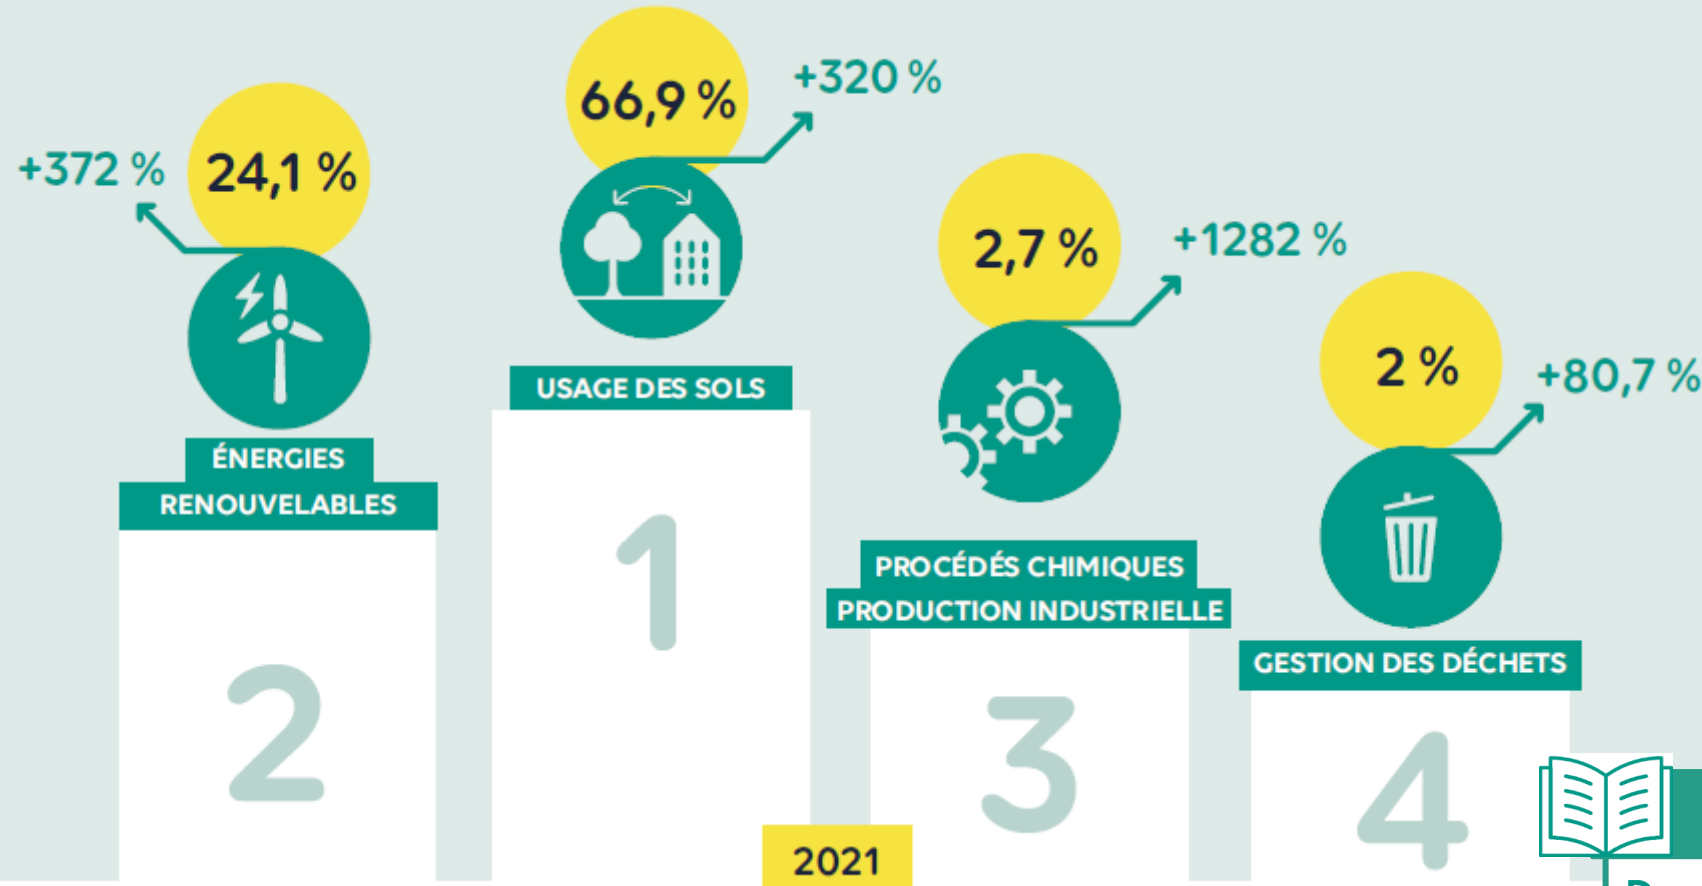 +372 %
24,1 %
ÉNERGIES
RENOUVELABLES
2
66,9 %
+320 %
USAGE DES SOLS
1
2,7 %
+1282 %
PROCÉDÉS CHIMIQUES
PRODUCTION INDUSTRIELLE
3
2 %
+80,7 %
GESTION DES DÉCHETS
4
2021